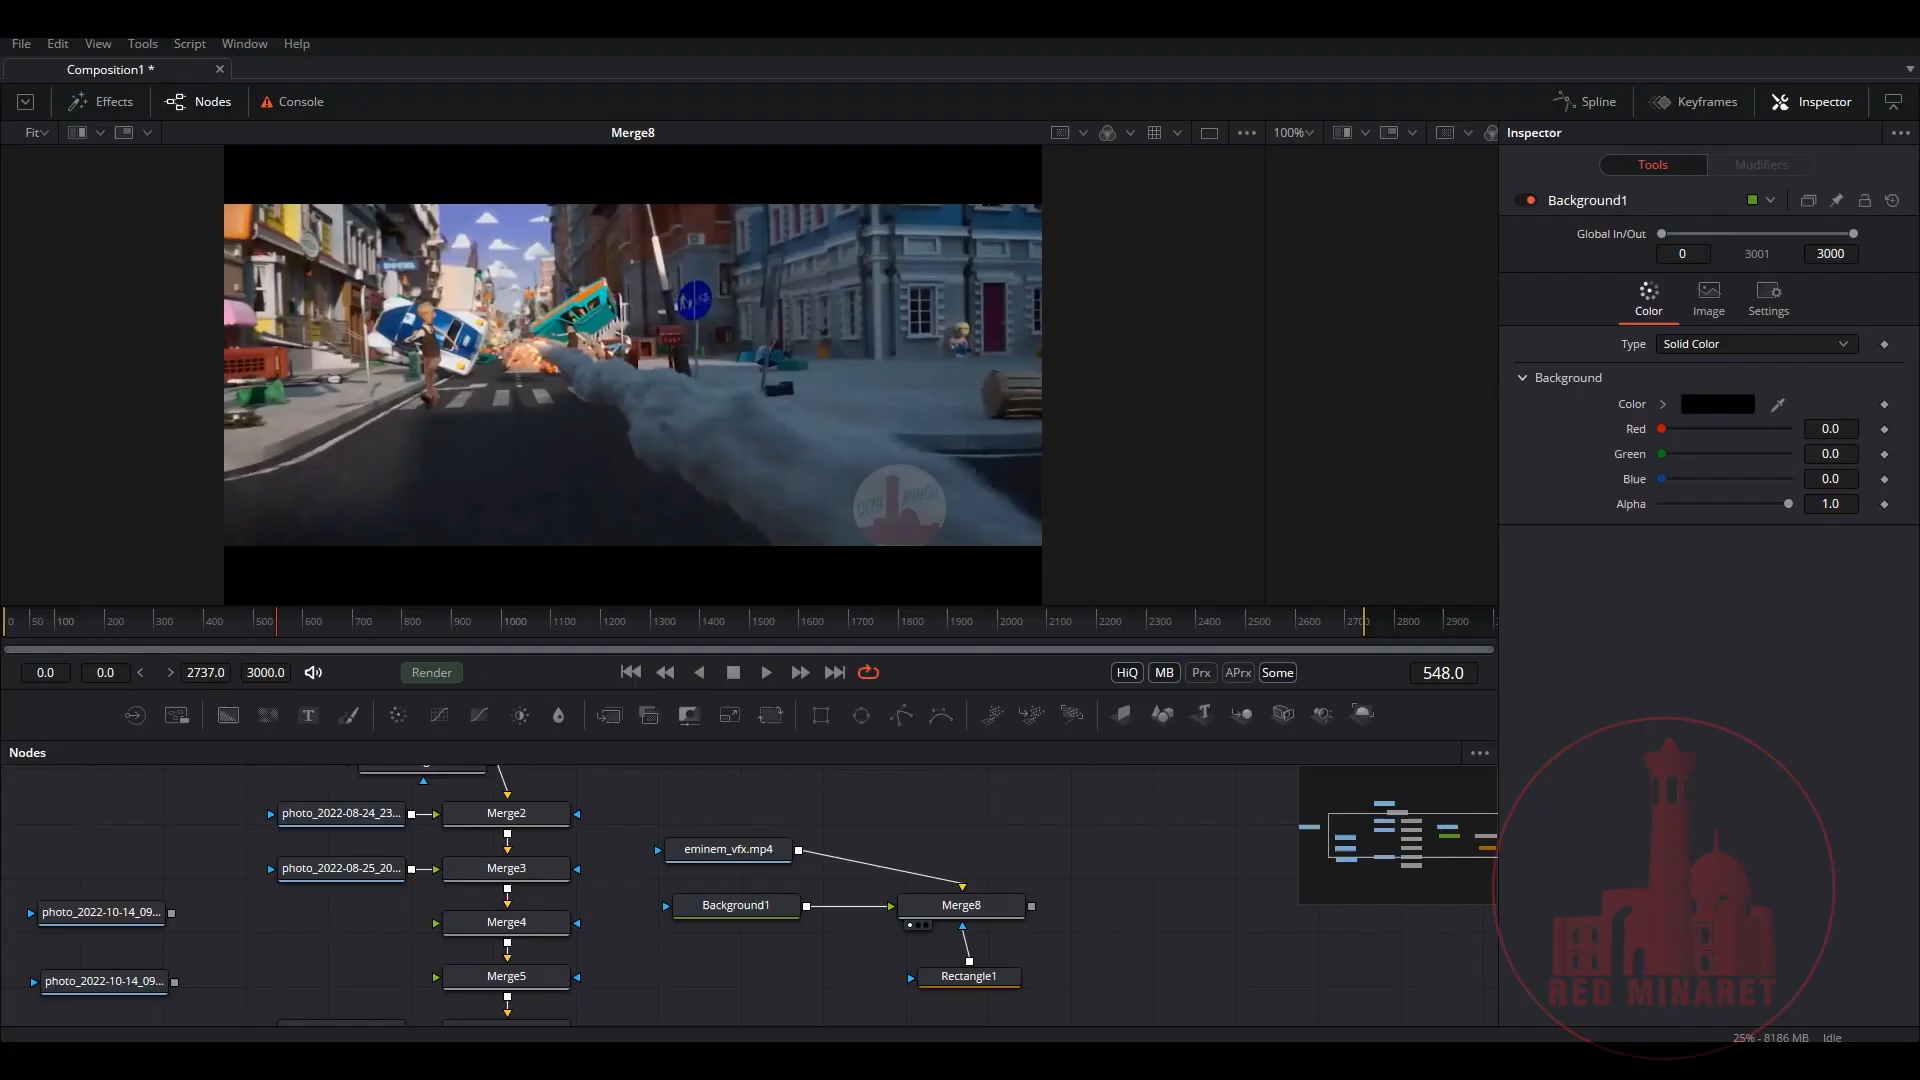 File Edit View Tools Script Window Help
Composition1 *
Effects Nodes Console Spline Keyframes Inspector
Fit Merge8 100% Inspector
Tools Modifiers
Background1
Global In/Out
0 3001 3000
Color Image Settings
Type Solid Color
Background
Color
Red 0.0
Green 0.0
Blue 0.0
Alpha 1.0
0 50 100 200 300 400 500 600 700 800 900 1000 1100 1200 1300 1400 1500 1600 1700 1800 1900 2000 2100 2200 2300 2400 2500 2600 2700 2800 2900
0.0 0.0 2737.0 3000.0 Render HiQ MB Prx APrx Some 548.0
Nodes
photo_2022-08-24_23... Merge2
eminem_vfx.mp4
photo_2022-08-25_20... Merge3
photo_2022-10-14_09... Merge4
Background1 Merge8
photo_2022-10-14_09... Merge5
Rectangle1
RED MINARET
25% - 8186 MB Idle